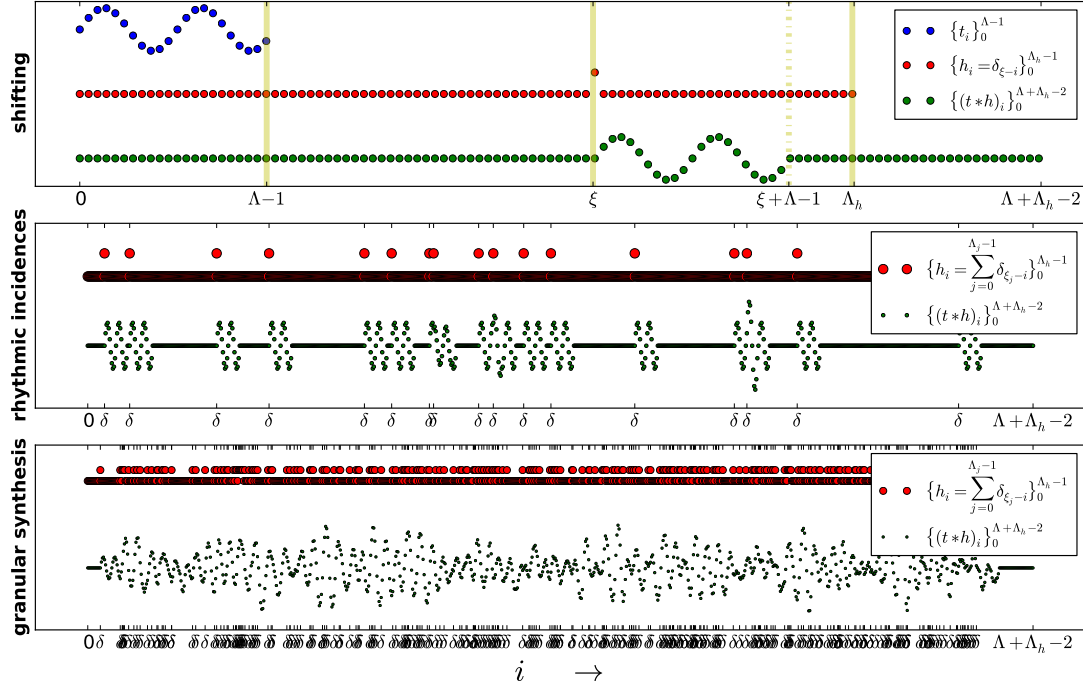 shifting
{t_i}_0^{Λ−1}
{h_i = δ_{ξ−i}}_0^{Λ_h−1}
{(t∗h)_i}_0^{Λ+Λ_h−2}
0 Λ−1 ξ ξ+Λ−1 Λ_h Λ+Λ_h−2
rhythmic incidences
{h_i = ∑_{j=0}^{Λ_j−1} δ_{ξ_j−i}}_0^{Λ_h−1}
{(t∗h)_i}_0^{Λ+Λ_h−2}
0 δ δ δ δ δ δ δδ δ δ δ δ δ δ δ δ δ Λ+Λ_h−2
granular synthesis
{h_i = ∑_{j=0}^{Λ_j−1} δ_{ξ_j−i}}_0^{Λ_h−1}
{(t∗h)_i}_0^{Λ+Λ_h−2}
0 δ Λ+Λ_h−2
i →